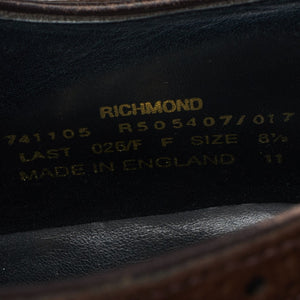 RICHMOND
741105 R505407/017
LAST 026/F F SIZE 8½
MADE IN ENGLAND 11